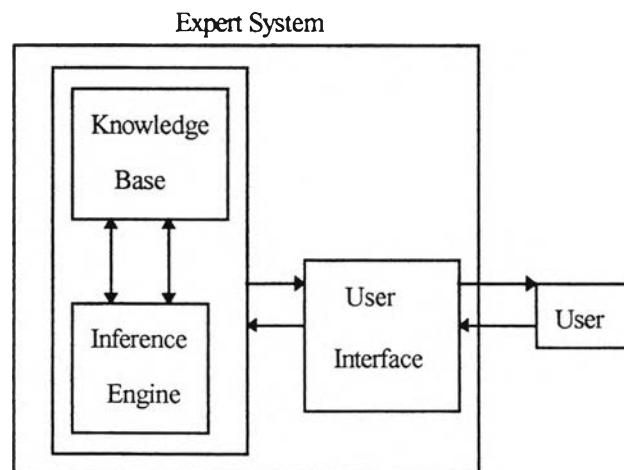 Expert System
Knowledge
Base
Inference
Engine
User
Interface
User